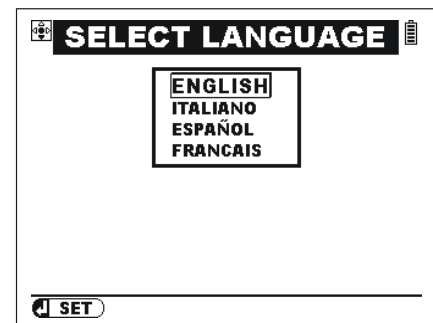 SELECT LANGUAGE
ENGLISH
ITALIANO
ESPAÑOL
FRANCAIS
SET